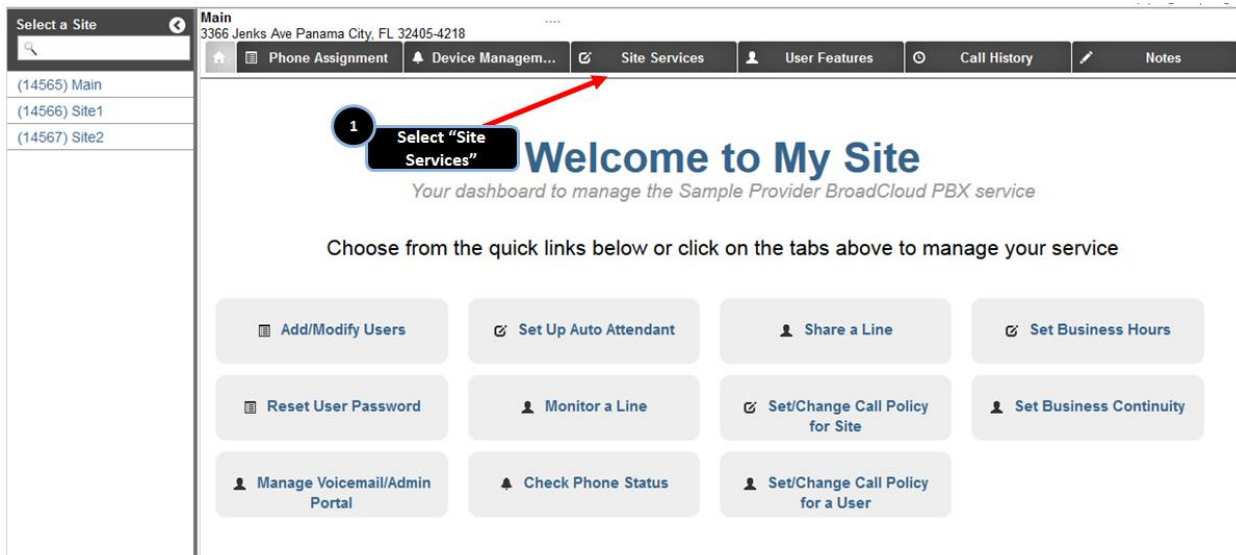 Select a Site
Main
3366 Jenks Ave Panama City, FL 32405-4218
....
Phone Assignment
Device Managem...
Site Services
User Features
Call History
Notes
(14565) Main
(14566) Site1
(14567) Site2
1
Select “Site
Services”
Welcome to My Site
Your dashboard to manage the Sample Provider BroadCloud PBX service
Choose from the quick links below or click on the tabs above to manage your service
Add/Modify Users
Set Up Auto Attendant
Share a Line
Set Business Hours
Reset User Password
Monitor a Line
Set/Change Call Policy
for Site
Set Business Continuity
Manage Voicemail/Admin
Portal
Check Phone Status
Set/Change Call Policy
for a User